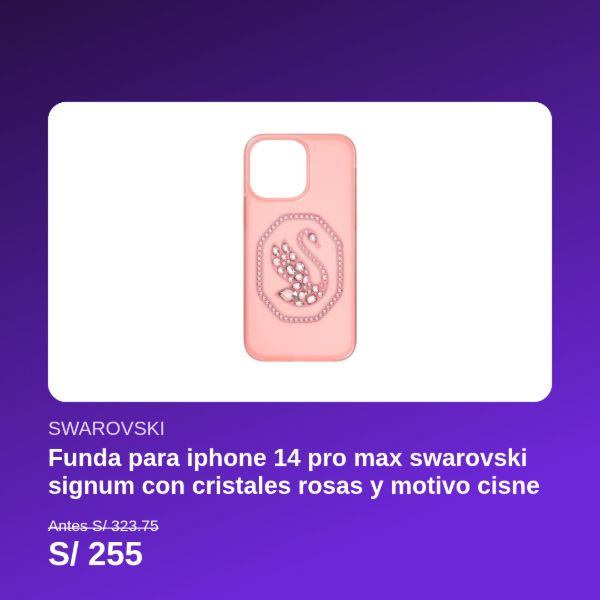 SWAROVSKI
Funda para iphone 14 pro max swarovski
signum con cristales rosas y motivo cisne
Antes S/ 323.75
S/ 255